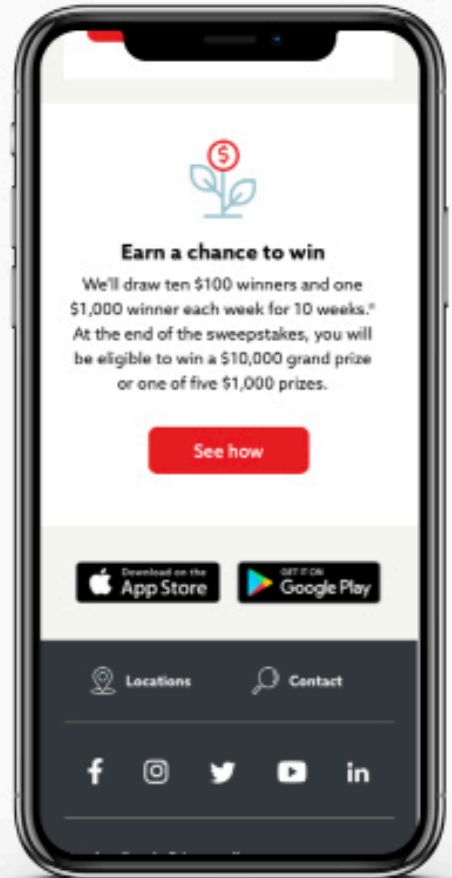 $
Earn a chance to win
We'll draw ten $100 winners and one
$1,000 winner each week for 10 weeks.*
At the end of the sweepstakes, you will
be eligible to win a $10,000 grand prize
or one of five $1,000 prizes.
See how
Download on the
App Store
GET IT ON
Google Play
Locations
Contact
f
in